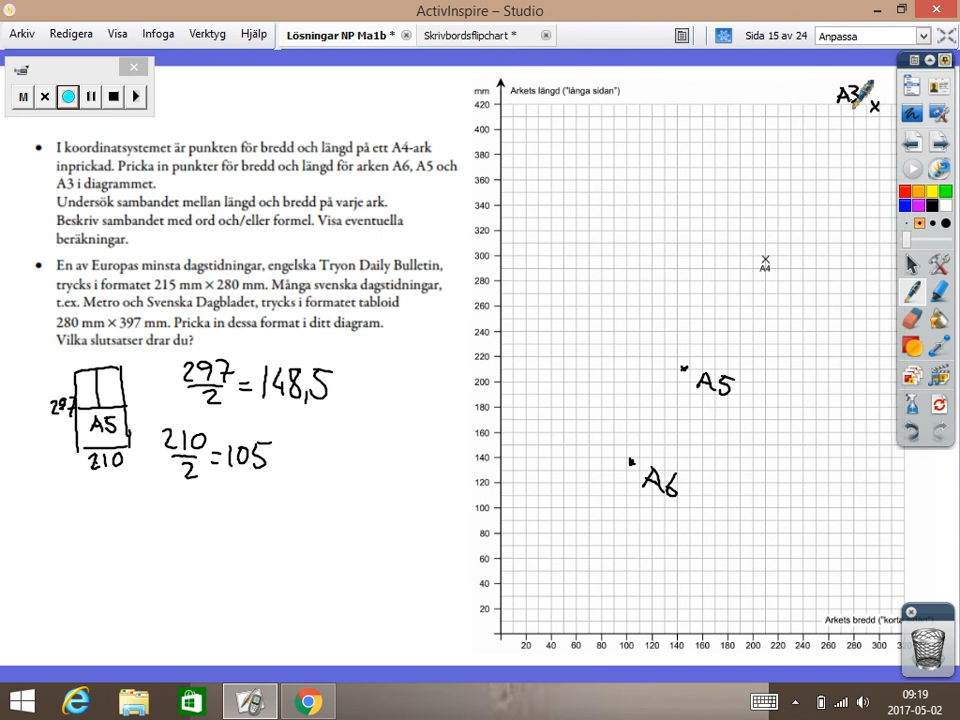 ActivInspire – Studio
Arkiv Redigera Visa Infoga Verktyg Hjälp
Lösningar NP Ma1b *
Skrivbordsflipchart *
Sida 15 av 24
Anpassa
M
• I koordinatsystemet är punkten för bredd och längd på ett A4-ark
inprickad. Pricka in punkter för bredd och längd för arken A6, A5 och
A3 i diagrammet.
Undersök sambandet mellan längd och bredd på varje ark.
Beskriv sambandet med ord och/eller formel. Visa eventuella
beräkningar.
• En av Europas minsta dagstidningar, engelska Tryon Daily Bulletin,
trycks i formatet 215 mm × 280 mm. Många svenska dagstidningar,
t.ex. Metro och Svenska Dagbladet, trycks i formatet tabloid
280 mm × 397 mm. Pricka in dessa format i ditt diagram.
Vilka slutsatser drar du?
297
A5
210
297/2 = 148,5
210/2 = 105
mm
Arkets längd ("långa sidan")
A3 x
420
400
380
360
340
320
300
280
260
240
220
200
180
160
140
120
100
80
60
40
20
A4
A5
A6
Arkets bredd ("korta
20 40 60 80 100 120 140 160 180 200 220 240 260 280 300
09:19
2017-05-02